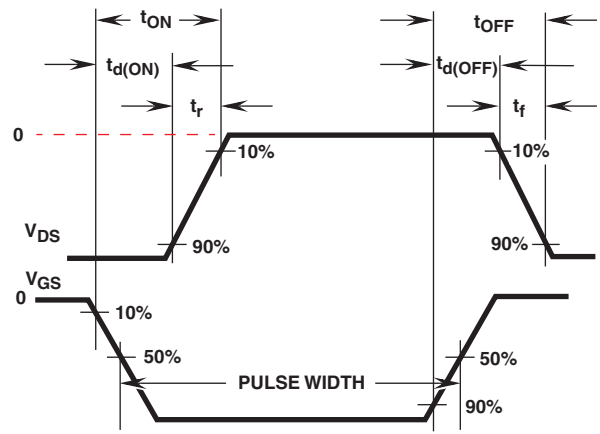 tON tOFF
td(ON) td(OFF)
tr tf
0
10% 10%
VDS 90% 90%
VGS
0
10%
50% 50%
PULSE WIDTH
90%